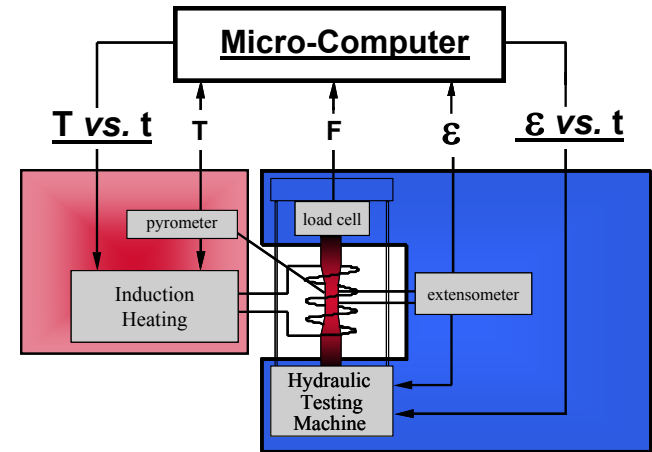 Micro-Computer
T vs. t
T
F
ε
ε vs. t
pyrometer
load cell
Induction
Heating
extensometer
Hydraulic
Testing
Machine